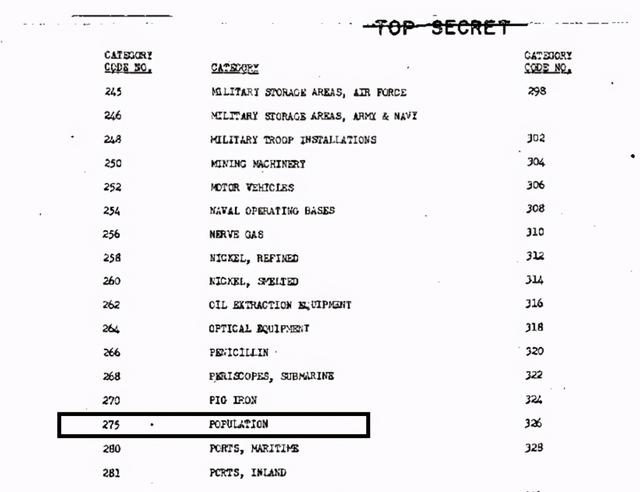 TOP SECRET
CATEGORY CATEGORY
CODE NO. CATEGORY CODE NO.
245 MILITARY STORAGE AREAS, AIR FORCE 298
246 MILITARY STORAGE AREAS, ARMY & NAVY
248 MILITARY TROOP INSTALLATIONS 302
250 MINING MACHINERY 304
252 MOTOR VEHICLES 306
254 NAVAL OPERATING BASES 308
256 NERVE GAS 310
258 NICKEL, REFINED 312
260 NICKEL, SMELTED 314
262 OIL EXTRACTION EQUIPMENT 316
264 OPTICAL EQUIPMENT 318
266 PENICILLIN 320
268 PERISCOPES, SUBMARINE 322
270 PIG IRON 324
275 POPULATION 326
280 PORTS, MARITIME 328
281 PORTS, INLAND